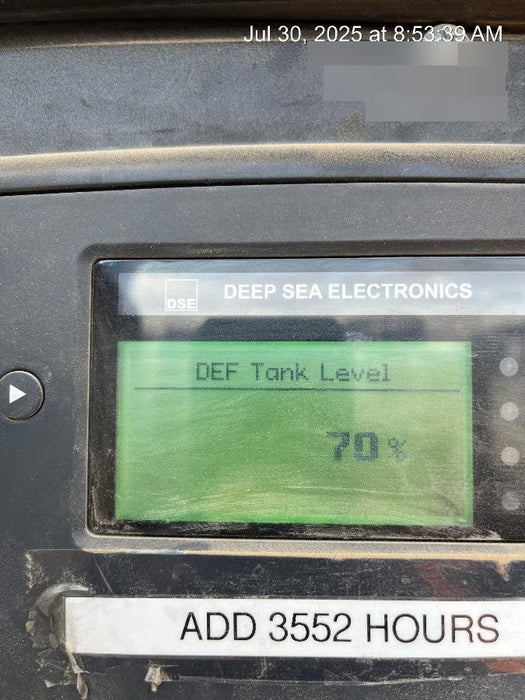 Jul 30, 2025 at 8:53:39 AM
DSE
DEEP SEA ELECTRONICS
DEF Tank Level
70 %
ADD 3552 HOURS